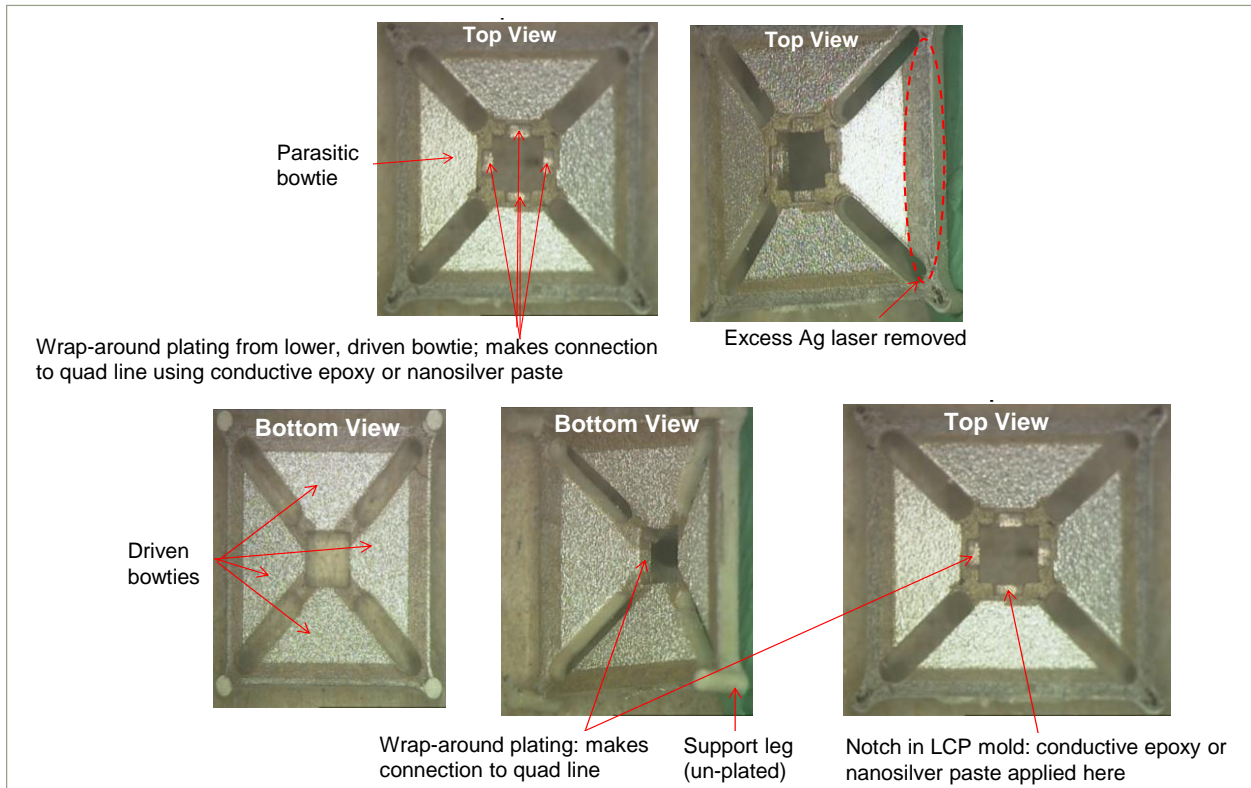 Top View
Top View
Parasitic
bowtie
Wrap-around plating from lower, driven bowtie; makes connection
to quad line using conductive epoxy or nanosilver paste
Excess Ag laser removed
Bottom View
Bottom View
Top View
Driven
bowties
Wrap-around plating: makes
connection to quad line
Support leg
(un-plated)
Notch in LCP mold: conductive epoxy or
nanosilver paste applied here